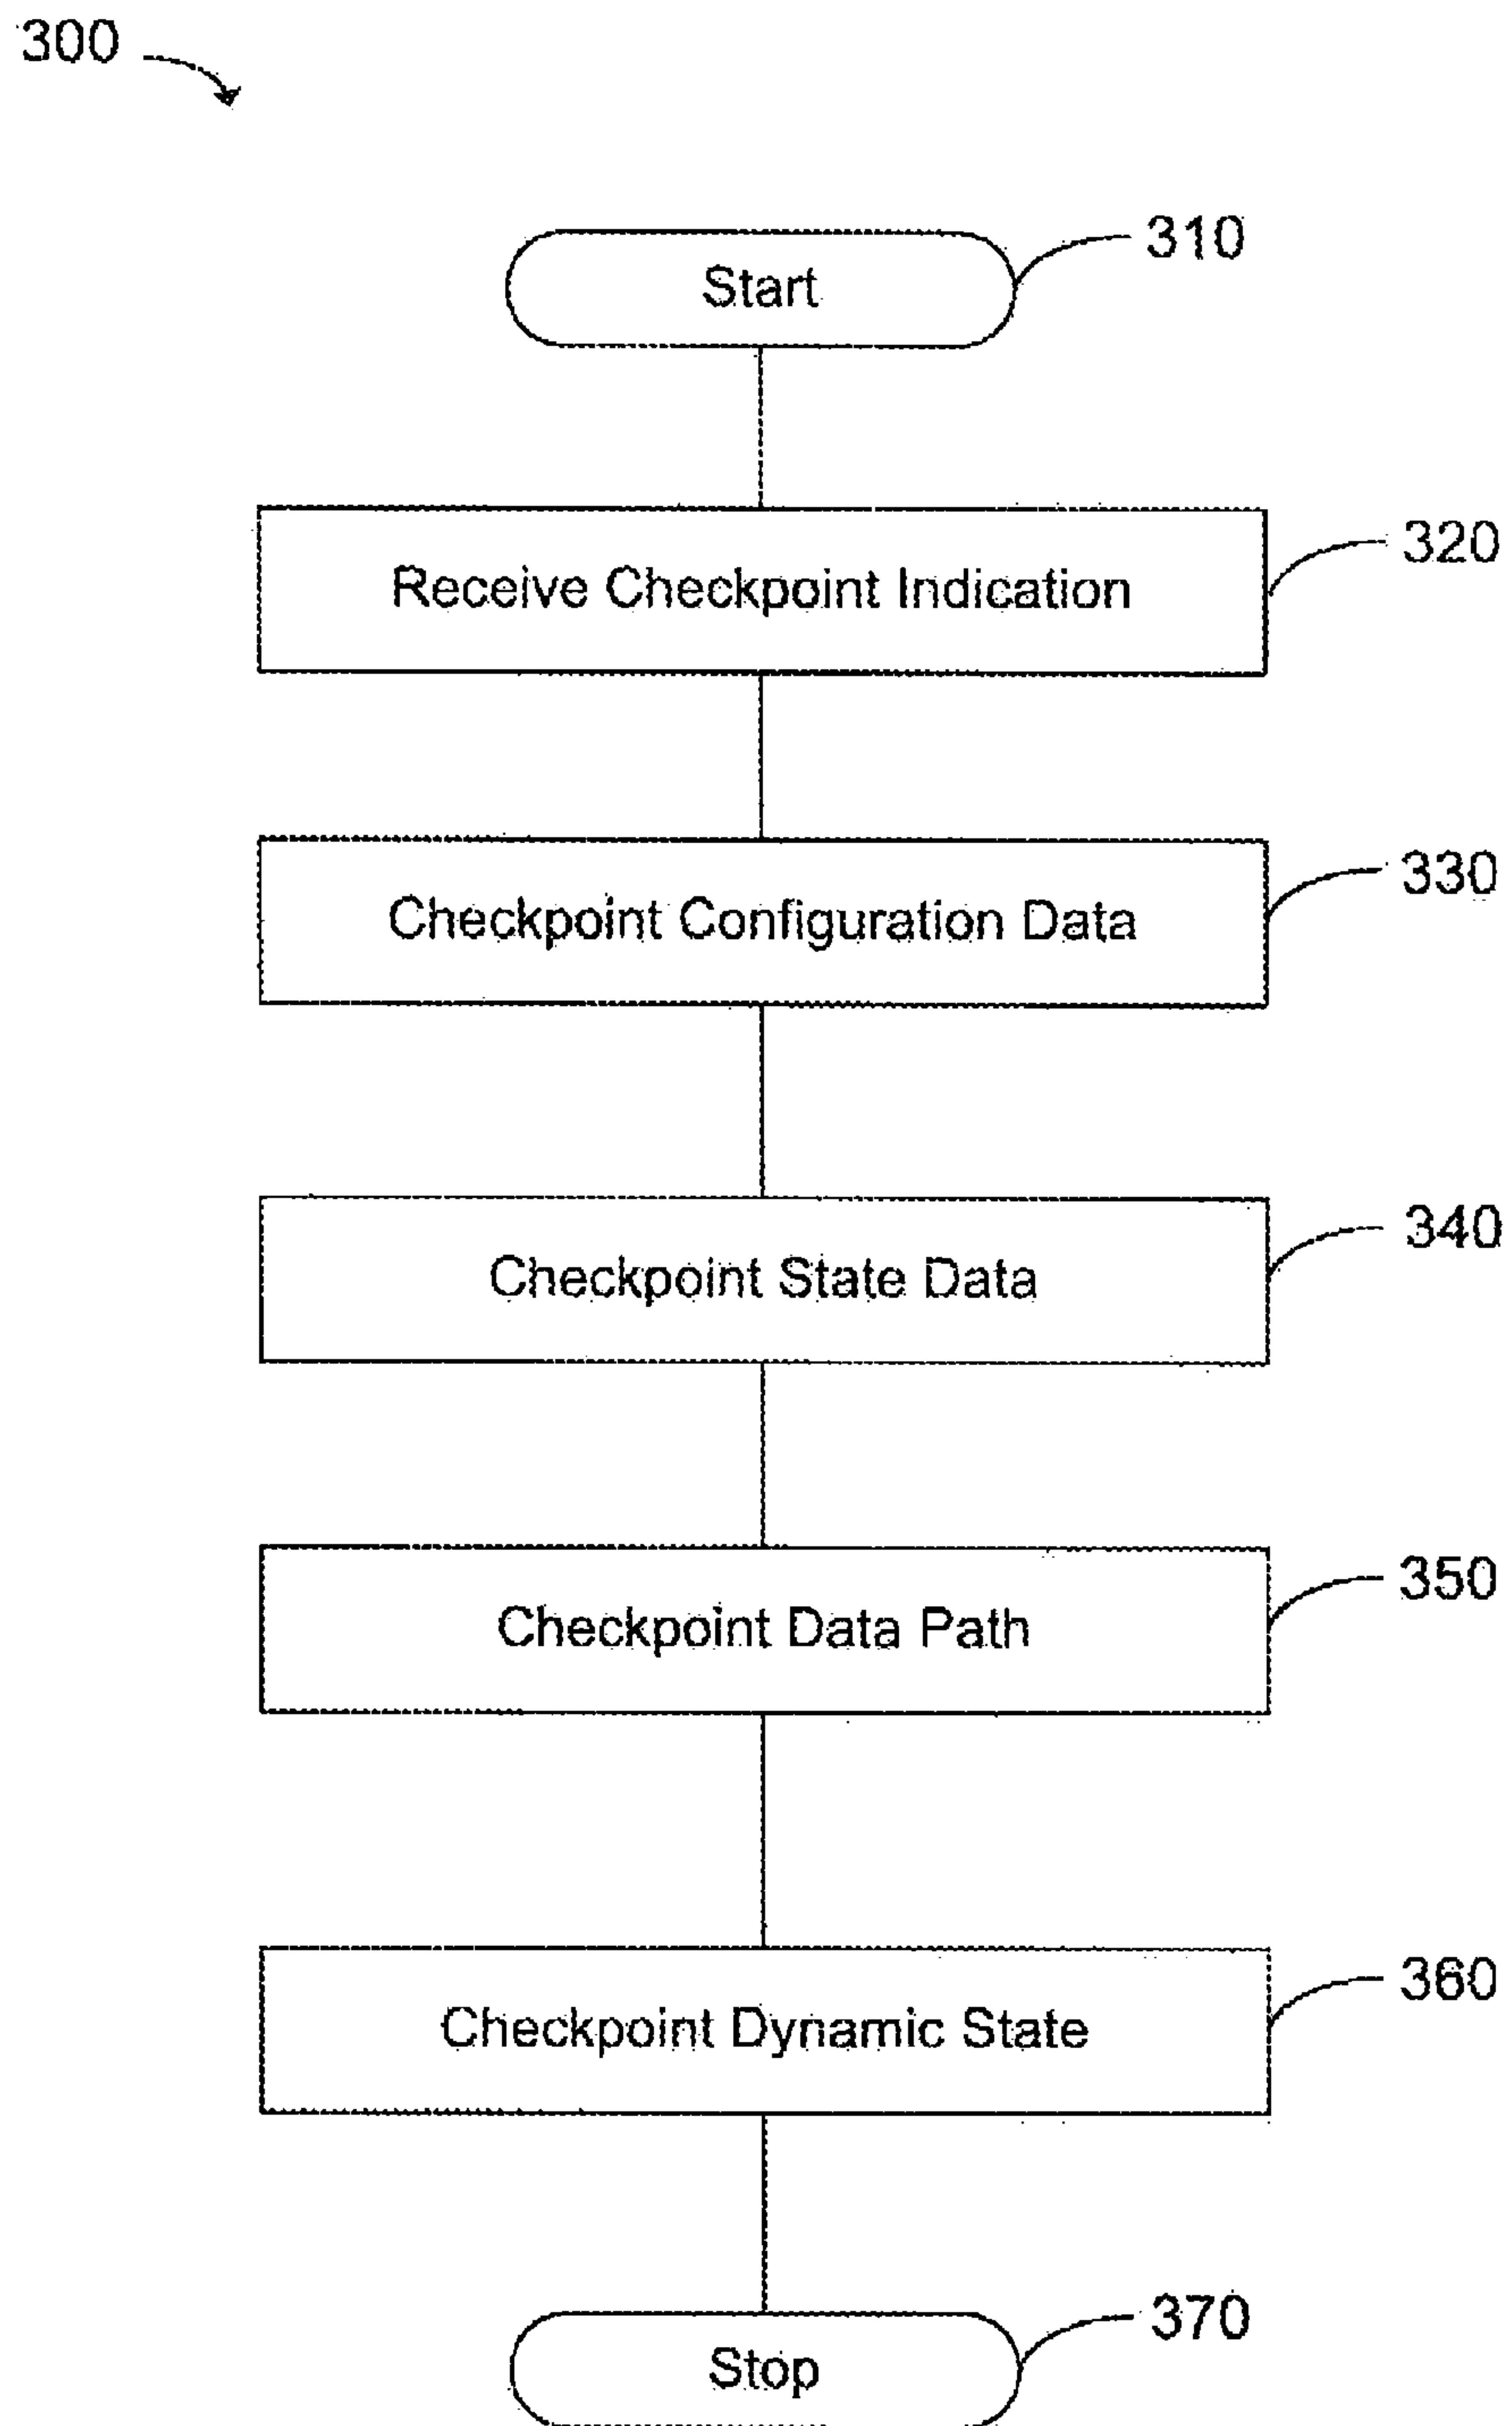 300
310
Start
320
Receive Checkpoint Indication
330
Checkpoint Configuration Data
340
Checkpoint State Data
350
Checkpoint Data Path
360
Checkpoint Dynamic State
370
Stop